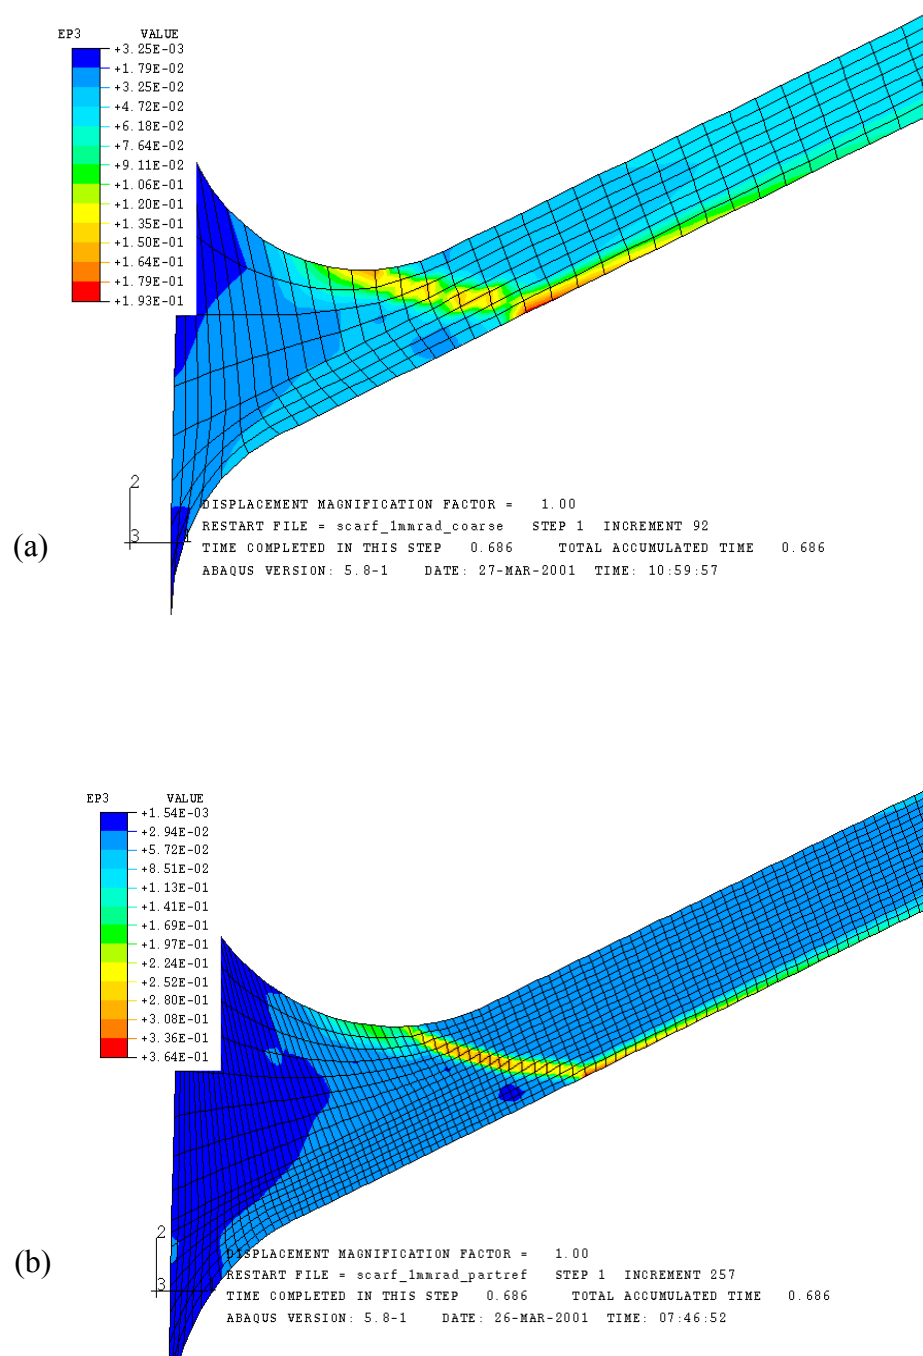 EP3 VALUE
+3.25E-03
+1.79E-02
+3.25E-02
+4.72E-02
+6.18E-02
+7.64E-02
+9.11E-02
+1.06E-01
+1.20E-01
+1.35E-01
+1.50E-01
+1.64E-01
+1.79E-01
+1.93E-01
2
3
(a)
DISPLACEMENT MAGNIFICATION FACTOR = 1.00
RESTART FILE = scarf_1mmrad_coarse STEP 1 INCREMENT 92
TIME COMPLETED IN THIS STEP 0.686 TOTAL ACCUMULATED TIME 0.686
ABAQUS VERSION: 5.8-1 DATE: 27-MAR-2001 TIME: 10:59:57
EP3 VALUE
+1.54E-03
+2.94E-02
+5.72E-02
+8.51E-02
+1.13E-01
+1.41E-01
+1.69E-01
+1.97E-01
+2.24E-01
+2.52E-01
+2.80E-01
+3.08E-01
+3.36E-01
+3.64E-01
2
3
(b)
DISPLACEMENT MAGNIFICATION FACTOR = 1.00
RESTART FILE = scarf_1mmrad_partref STEP 1 INCREMENT 257
TIME COMPLETED IN THIS STEP 0.686 TOTAL ACCUMULATED TIME 0.686
ABAQUS VERSION: 5.8-1 DATE: 26-MAR-2001 TIME: 07:46:52